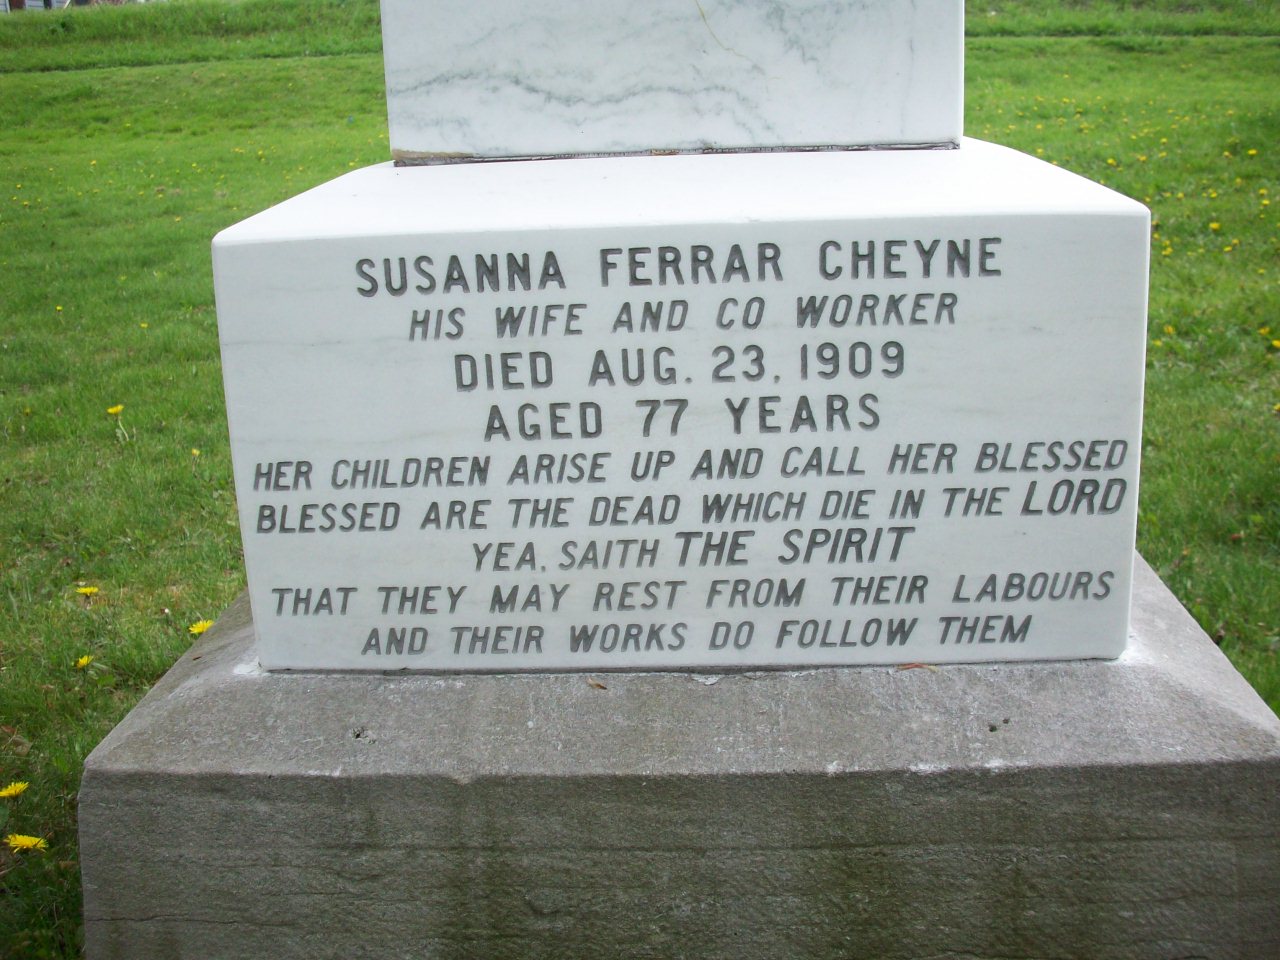 SUSANNA FERRAR CHEYNE
HIS WIFE AND CO WORKER
DIED AUG. 23, 1909
AGED 77 YEARS
HER CHILDREN ARISE UP AND CALL HER BLESSED
BLESSED ARE THE DEAD WHICH DIE IN THE LORD
YEA, SAITH THE SPIRIT
THAT THEY MAY REST FROM THEIR LABOURS
AND THEIR WORKS DO FOLLOW THEM